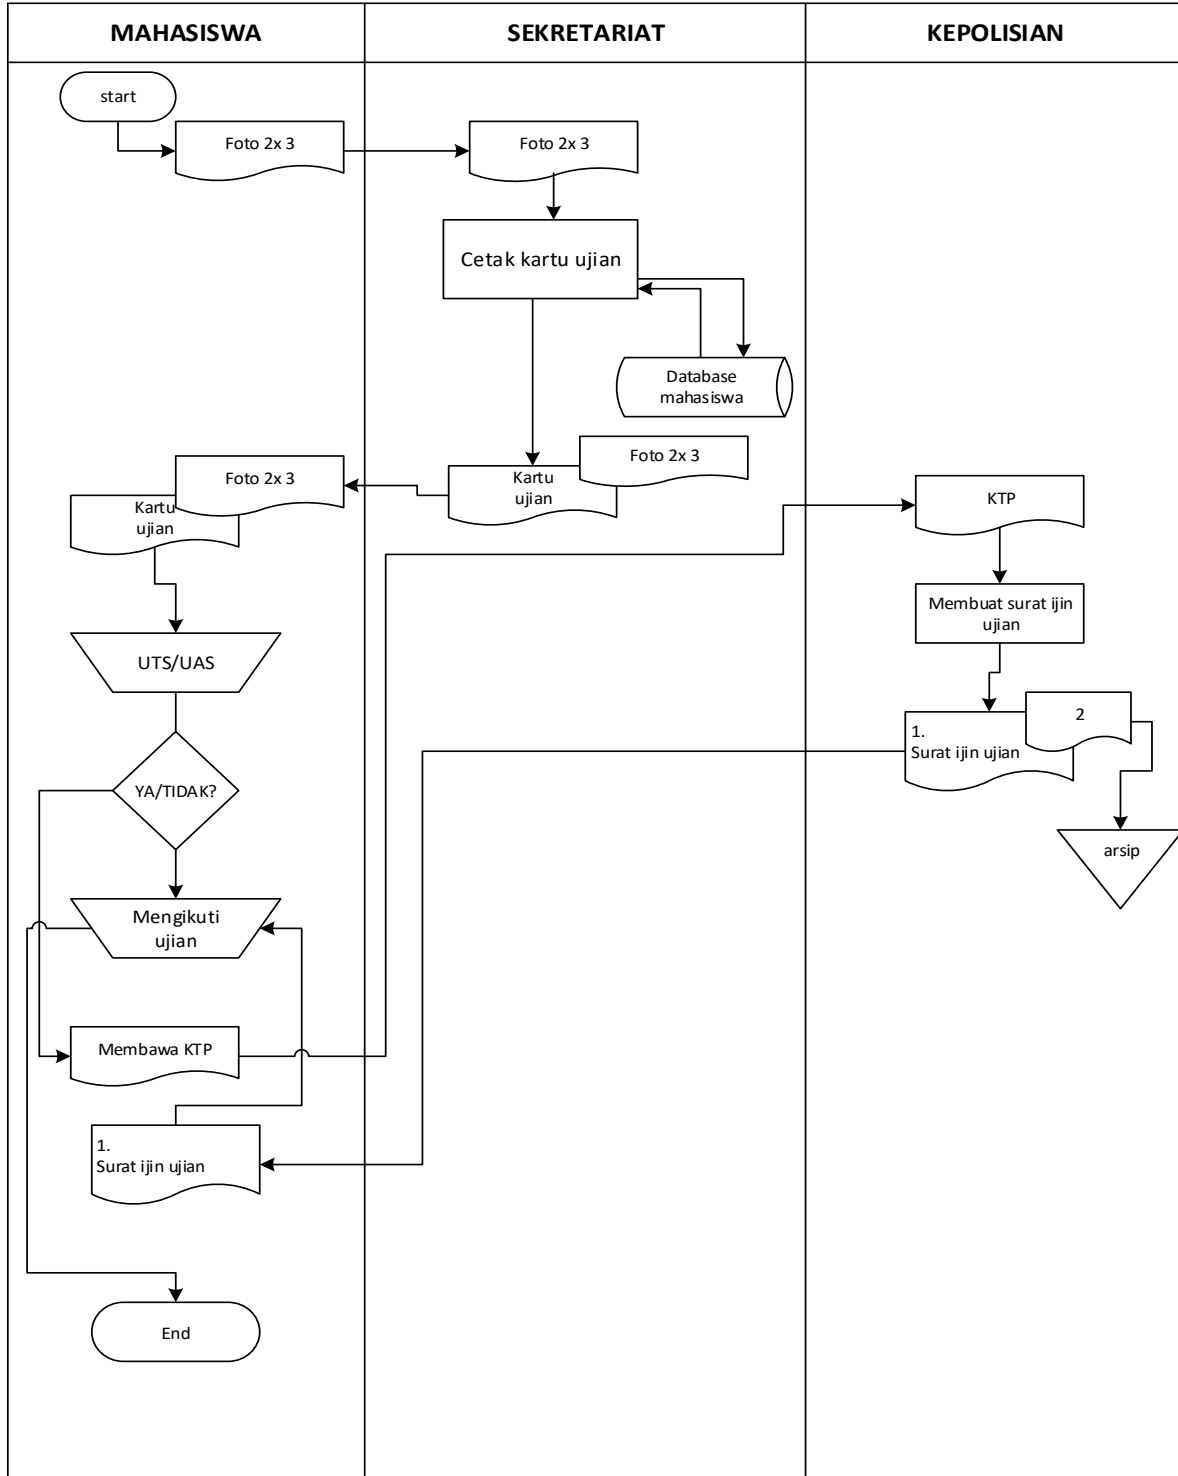 MAHASISWA
SEKRETARIAT
KEPOLISIAN
start
Foto 2x 3
Foto 2x 3
Cetak kartu ujian
Database
mahasiswa
Foto 2x 3
Kartu
ujian
Foto 2x 3
Kartu
ujian
KTP
Membuat surat ijin
ujian
UTS/UAS
2
1.
Surat ijin ujian
YA/TIDAK?
arsip
Mengikuti
ujian
Membawa KTP
1.
Surat ijin ujian
End